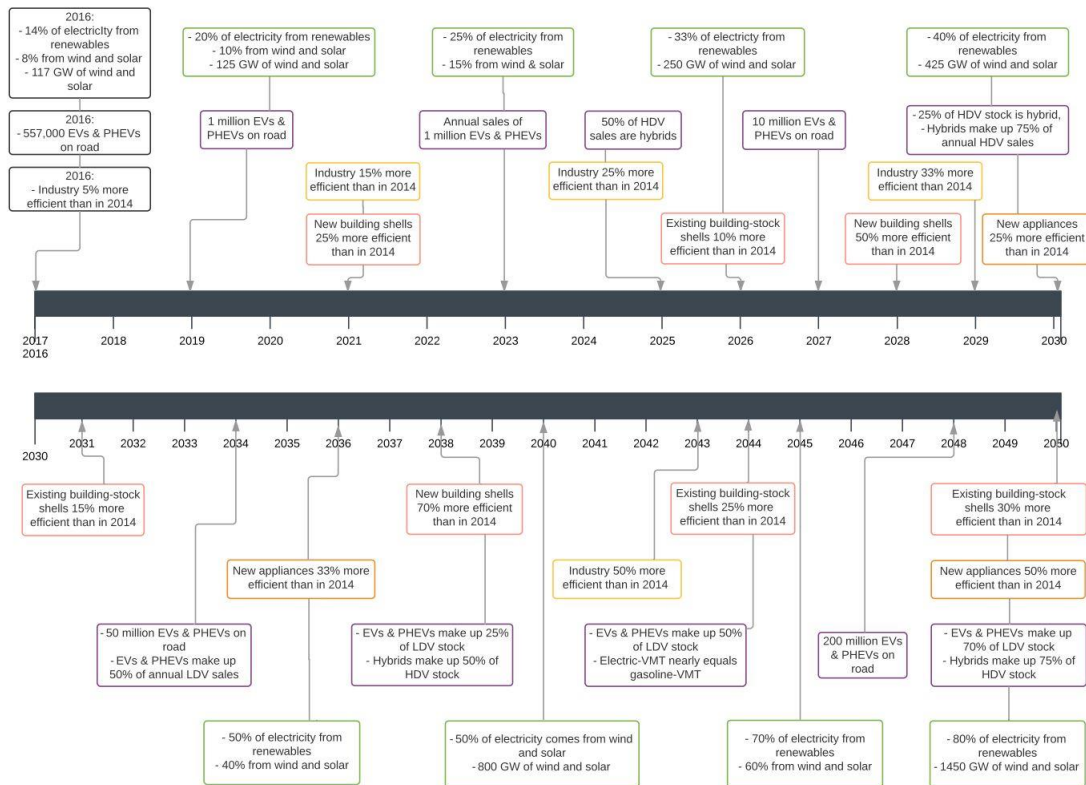 2016:
- 14% of electricity from
renewables
- 8% from wind and solar
- 117 GW of wind and
solar
2016:
- 557,000 EVs & PHEVs
on road
2016:
- Industry 5% more
efficient than in 2014
- 20% of electricity from renewables
- 10% from wind and solar
- 125 GW of wind and solar
1 million EVs &
PHEVs on road
Industry 15% more
efficient than in 2014
New building shells
25% more efficient
than in 2014
- 25% of electricity from
renewables
- 15% from wind & solar
Annual sales of
1 million EVs & PHEVs
50% of HDV
sales are hybrids
Industry 25% more
efficient than in 2014
- 33% of electricty from
renewables
- 250 GW of wind and solar
Existing building-stock
shells 10% more
efficient than in 2014
10 million EVs &
PHEVs on road
Industry 33% more
efficient than in 2014
New building shells
50% more efficient
than in 2014
- 40% of electricity from
renewables
- 425 GW of wind and solar
- 25% of HDV stock is hybrid,
- Hybrids make up 75% of
annual HDV sales
New appliances
25% more efficient
than in 2014
2017 2018 2019 2020 2021 2022 2023 2024 2025 2026 2027 2028 2029 2030
2016
2031 2032 2033 2034 2035 2036 2037 2038 2039 2040 2041 2042 2043 2044 2045 2046 2047 2048 2049 2050
2030
Existing building-stock
shells 15% more
efficient than in 2014
- 50 million EVs & PHEVs on
road
- EVs & PHEVs make up
50% of annual LDV sales
New appliances 33% more
efficient than in 2014
- 50% of electricity from
renewables
- 40% from wind and solar
New building shells
70% more efficient
than in 2014
- EVs & PHEVs make up 25%
of LDV stock
- Hybrids make up 50% of
HDV stock
- 50% of electricity comes from wind
and solar
- 800 GW of wind and solar
Industry 50% more
efficient than in 2014
Existing building-stock
shells 25% more
efficient than in 2014
- EVs & PHEVs make up 50%
of LDV stock
- Electric-VMT nearly equals
gasoline-VMT
- 70% of electricity from
renewables
- 60% from wind and solar
200 million EVs
& PHEVs on
road
Existing building-stock
shells 30% more
efficient than in 2014
New appliances 50% more
efficient than in 2014
- EVs & PHEVs make up
70% of LDV stock
- Hybrids make up 75% of
HDV stock
- 80% of electricity from
renewables
- 1450 GW of wind and solar